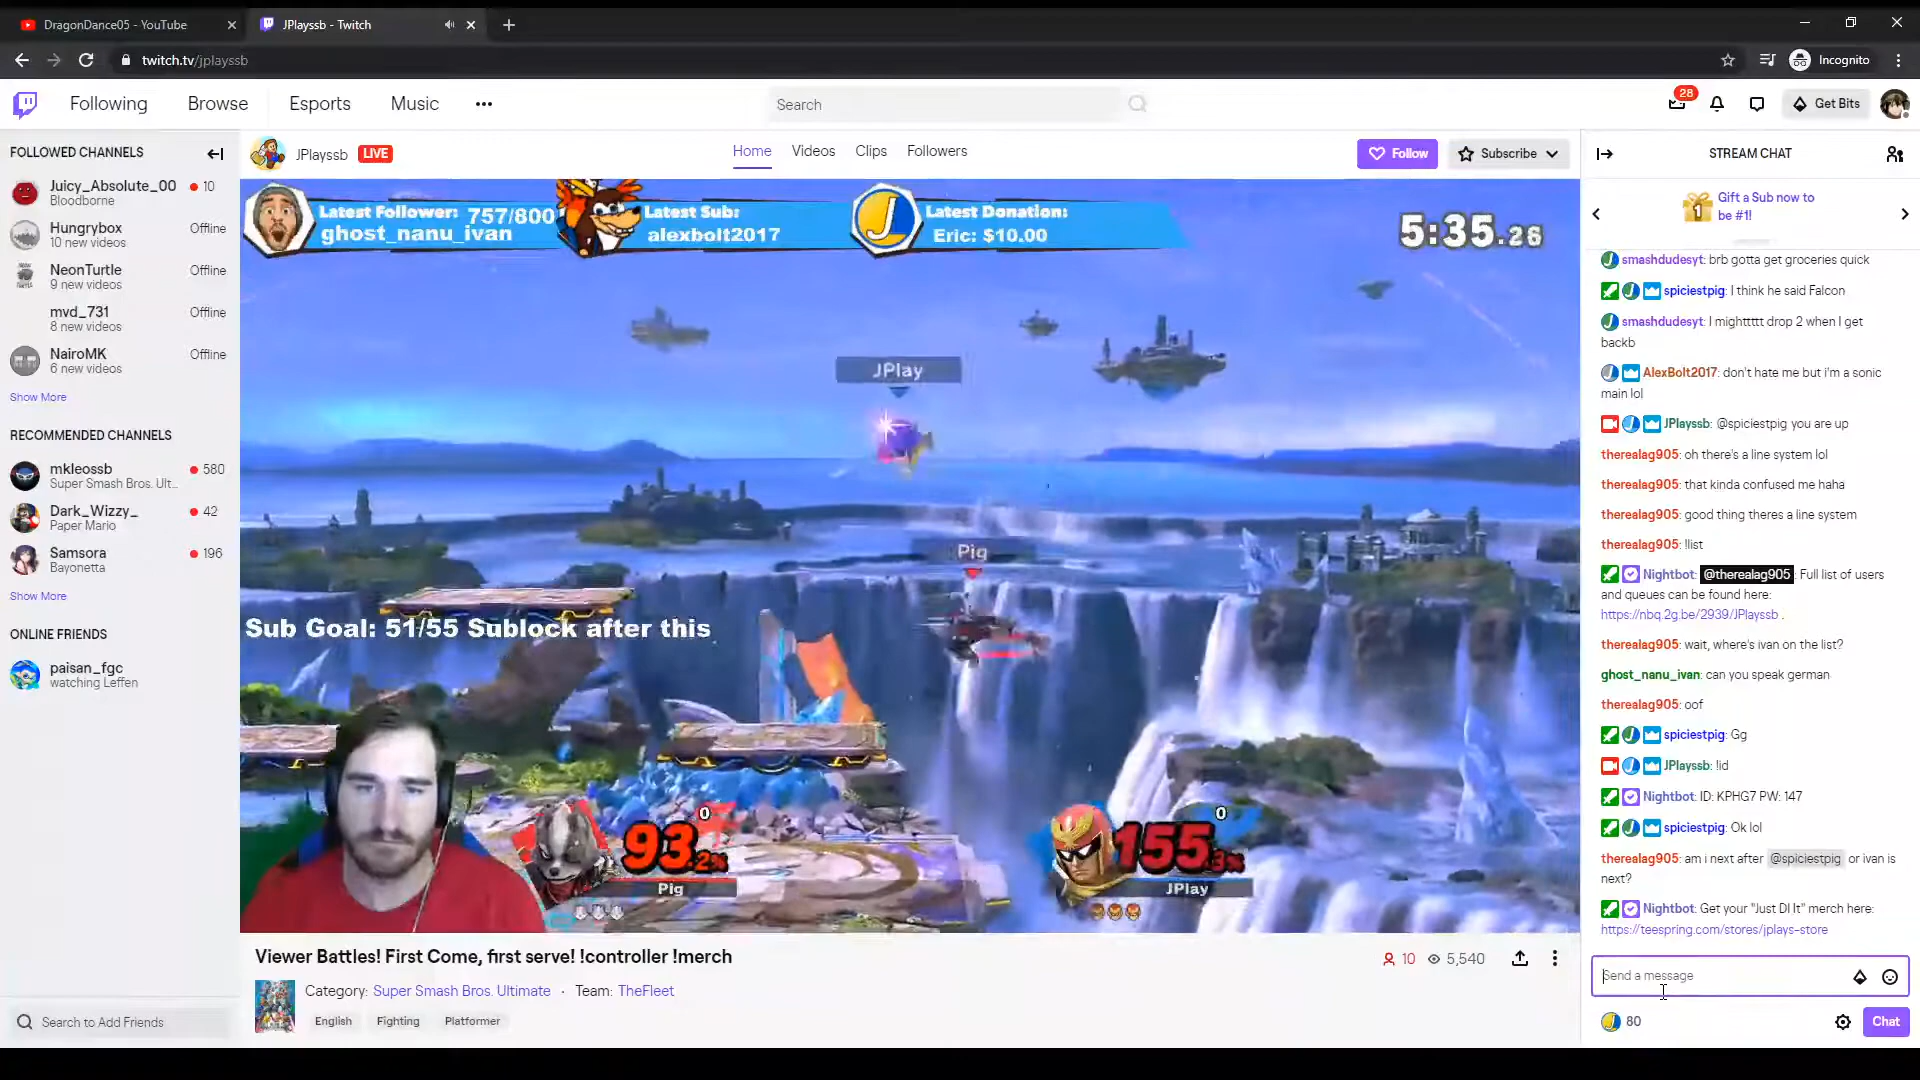 DragonDance05 - YouTube
JPlayssb - Twitch
twitch.tv/jplayssb
Incognito
Following
Browse
Esports
Music
Search
28
Get Bits
FOLLOWED CHANNELS
Juicy_Absolute_00
10
Bloodborne
Hungrybox
Offline
10 new videos
NeonTurtle
Offline
9 new videos
mvd_731
Offline
8 new videos
NairoMK
Offline
6 new videos
Show More
RECOMMENDED CHANNELS
mkleossb
580
Super Smash Bros. Ult...
Dark_Wizzy_
42
Paper Mario
Samsora
196
Bayonetta
Show More
ONLINE FRIENDS
paisan_fgc
watching Leffen
Search to Add Friends
JPlayssb LIVE
Home
Videos
Clips
Followers
Follow
Subscribe
Latest Follower: 757/800
ghost_nanu_ivan
Latest Sub:
alexbolt2017
Latest Donation:
Eric: $10.00
5:35.26
JPlay
Pig
Sub Goal: 51/55 Sublock after this
0
93.2%
Pig
0
155.3%
JPlay
Viewer Battles! First Come, first serve! !controller !merch
10
5,540
Category: Super Smash Bros. Ultimate · Team: TheFleet
English
Fighting
Platformer
STREAM CHAT
1
Gift a Sub now to
be #1!
smashdudesyt: brb gotta get groceries quick
spiciestpig: I think he said Falcon
smashdudesyt: I mighttttt drop 2 when I get
backb
AlexBolt2017: don't hate me but i'm a sonic
main lol
JPlayssb: @spiciestpig you are up
therealag905: oh there's a line system lol
therealag905: that kinda confused me haha
therealag905: good thing theres a line system
therealag905: !list
Nightbot: @therealag905: Full list of users
and queues can be found here:
https://nbq.2g.be/2939/JPlayssb .
therealag905: wait, where's ivan on the list?
ghost_nanu_ivan: can you speak german
therealag905: oof
spiciestpig: Gg
JPlayssb: !id
Nightbot: ID: KPHG7 PW: 147
spiciestpig: Ok lol
therealag905: am i next after @spiciestpig or ivan is
next?
Nightbot: Get your "Just DI It" merch here:
https://teespring.com/stores/jplays-store
Send a message
80
Chat